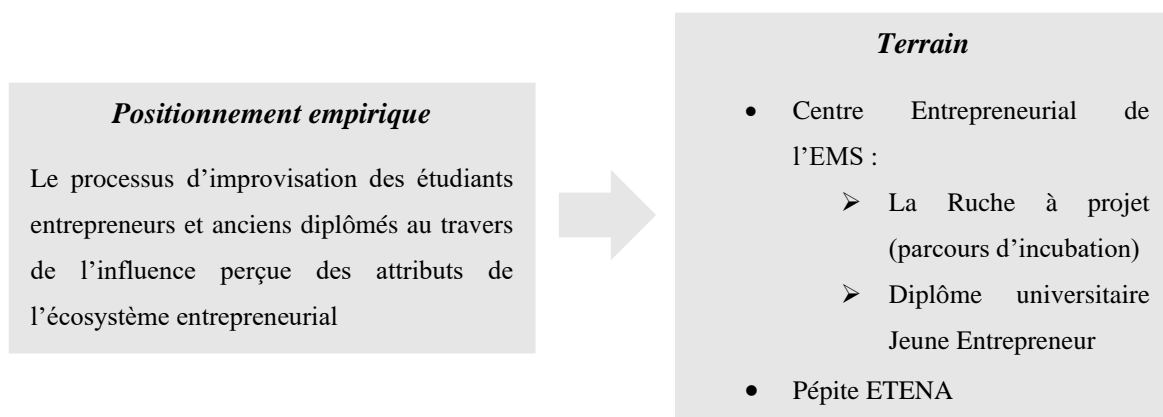 Positionnement empirique
Le processus d’improvisation des étudiants
entrepreneurs et anciens diplômés au travers
de l’influence perçue des attributs de
l’écosystème entrepreneurial
Terrain
• Centre Entrepreneurial de
l’EMS :
➢ La Ruche à projet
(parcours d’incubation)
➢ Diplôme universitaire
Jeune Entrepreneur
• Pépite ETENA